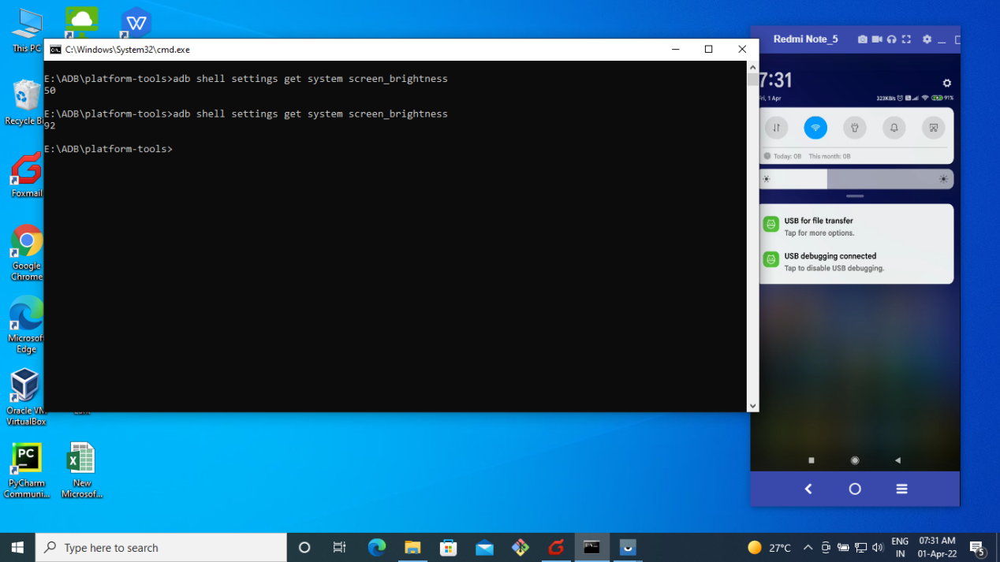 This PC
C:\Windows\System32\cmd.exe
E:\ADB\platform-tools>adb shell settings get system screen_brightness
50
E:\ADB\platform-tools>adb shell settings get system screen_brightness
92
E:\ADB\platform-tools>
Recycle
Foxmail
Google
Chrome
Microsof
Edge
Oracle VM
VirtualBox
PC
PyCharm
Communi...
New
Microsof...
Redmi Note_5
7:31
Fri, 1 Apr
323KB/s
91%
Today: 0B This month: 0B
USB for file transfer
Tap for more options.
USB debugging connected
Tap to disable USB debugging.
Type here to search
27°C
ENG
IN
07:31 AM
01-Apr-22
5